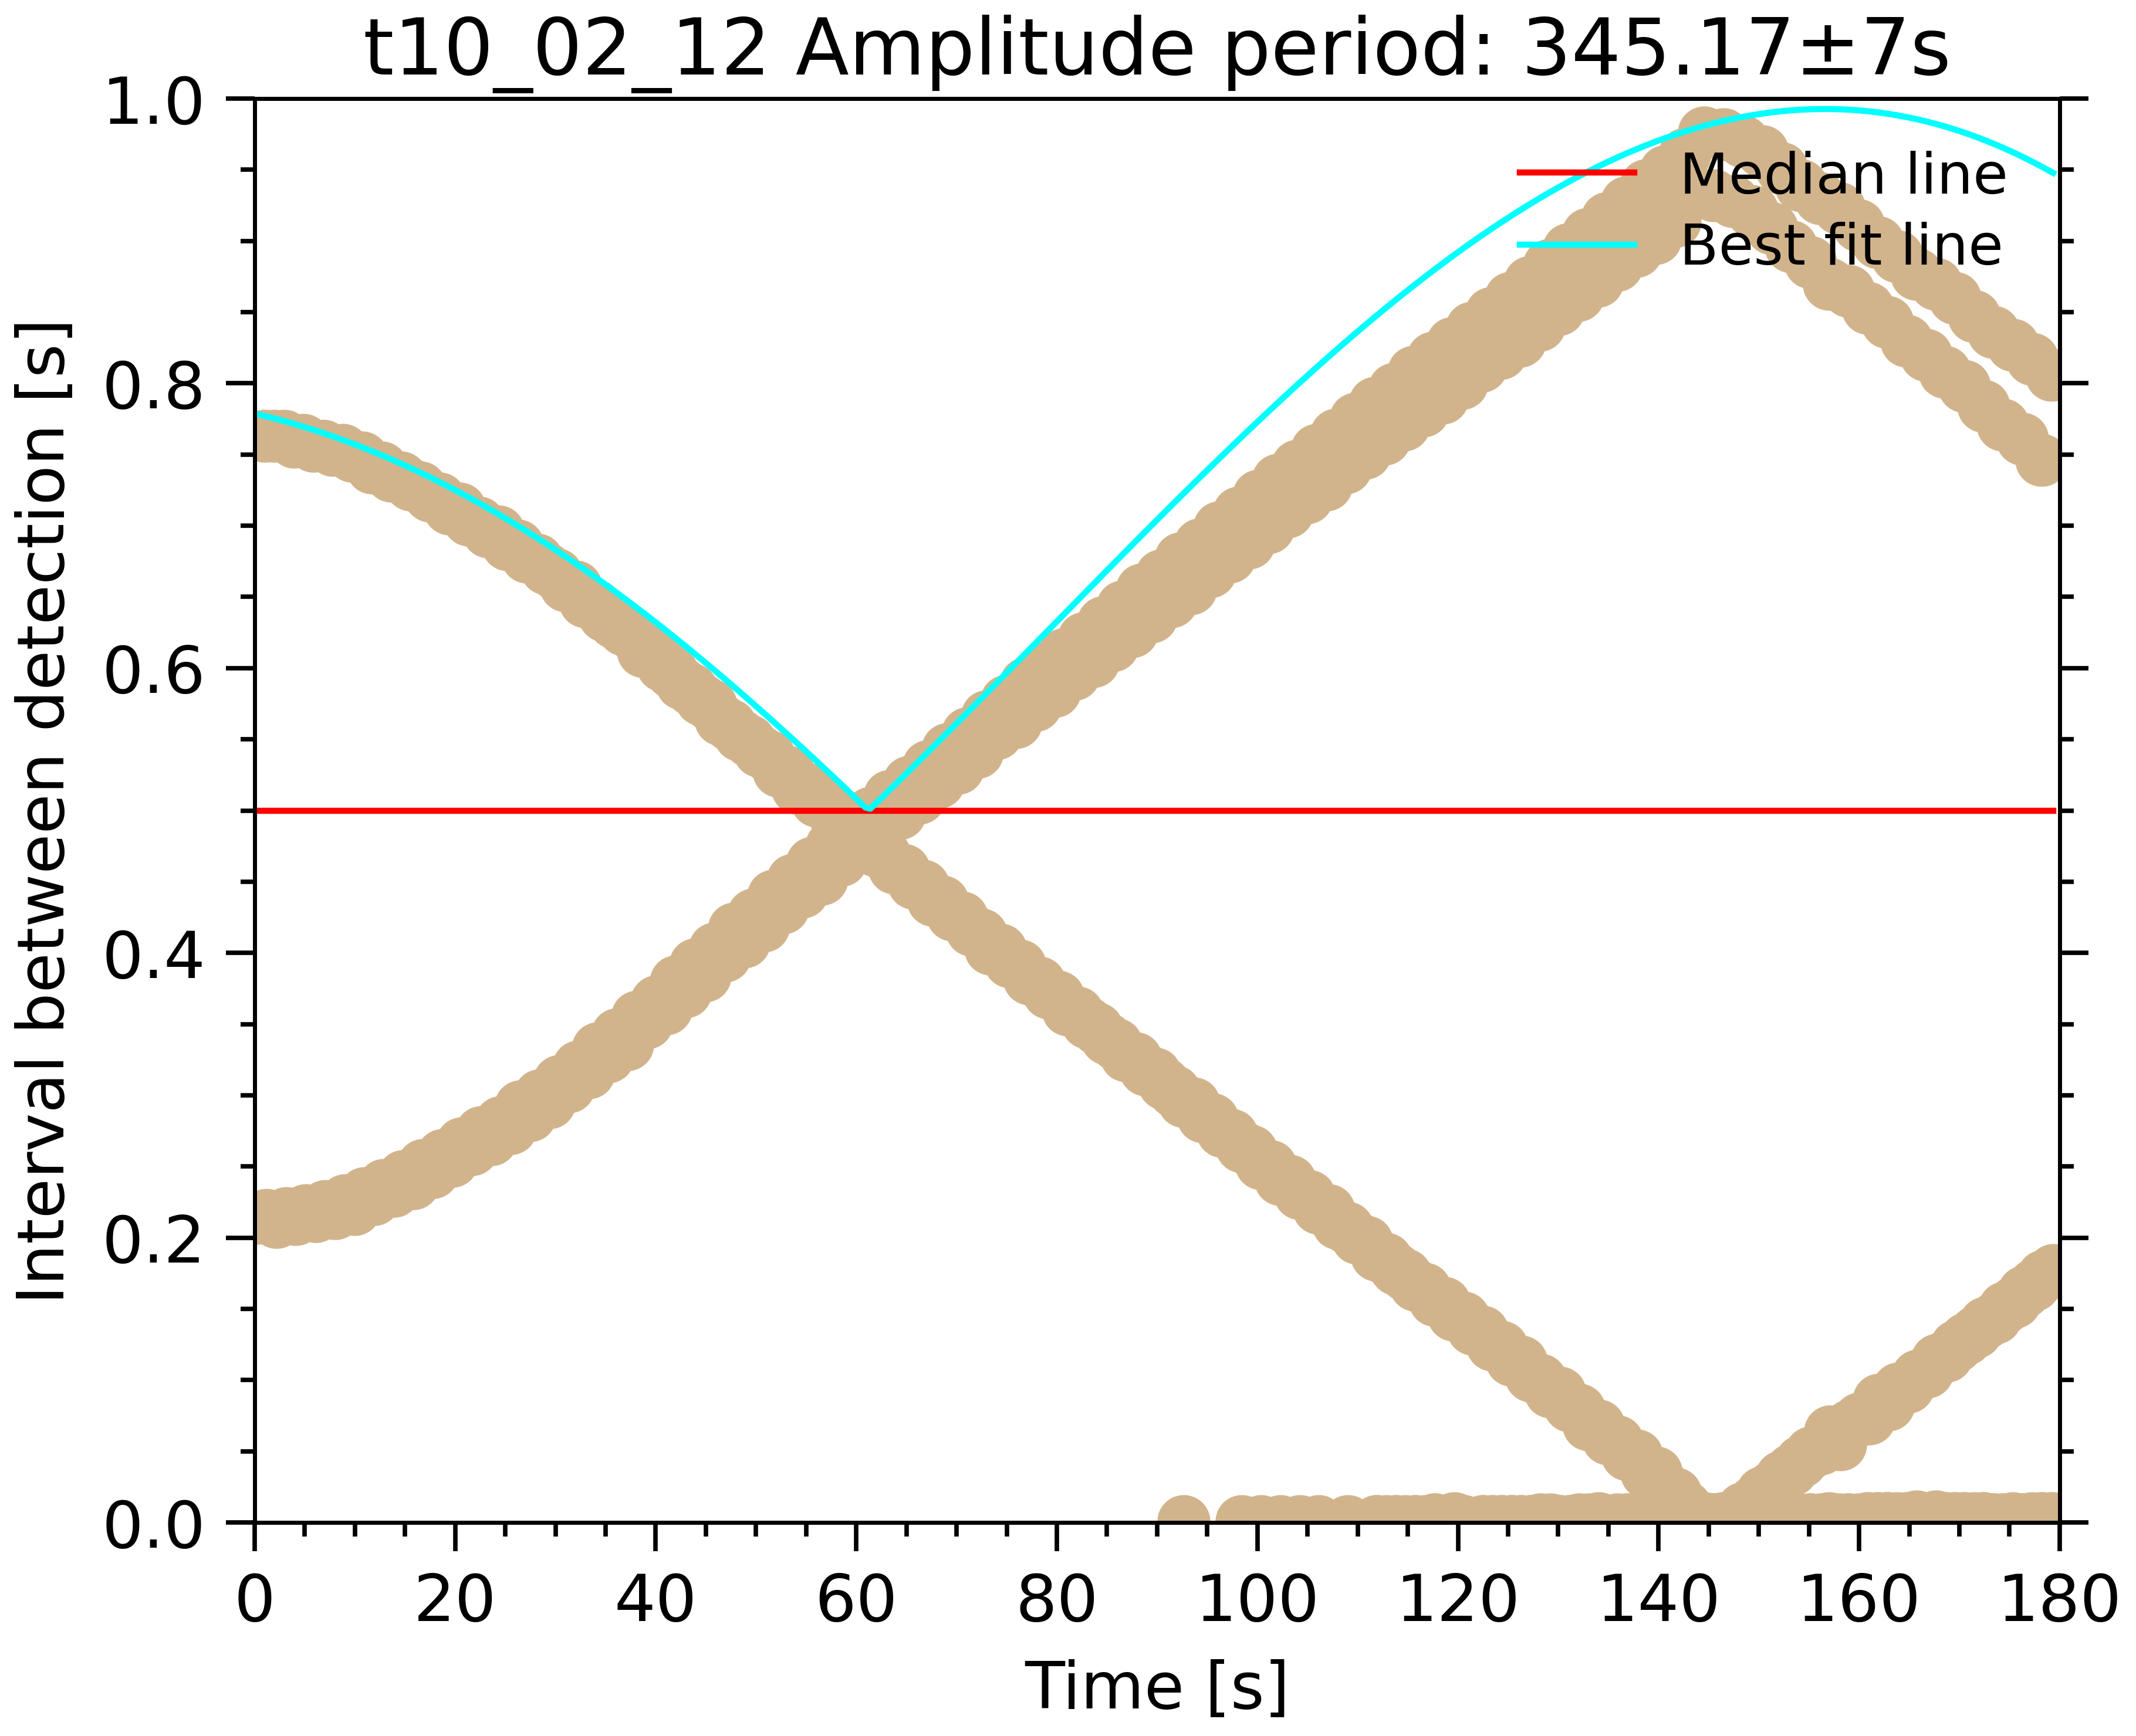 t10_02_12 Amplitude period: 345.17±7s
Interval between detection [s]
1.0
0.8
0.6
0.4
0.2
0.0
Median line
Best fit line
0 20 40 60 80 100 120 140 160 180
Time [s]